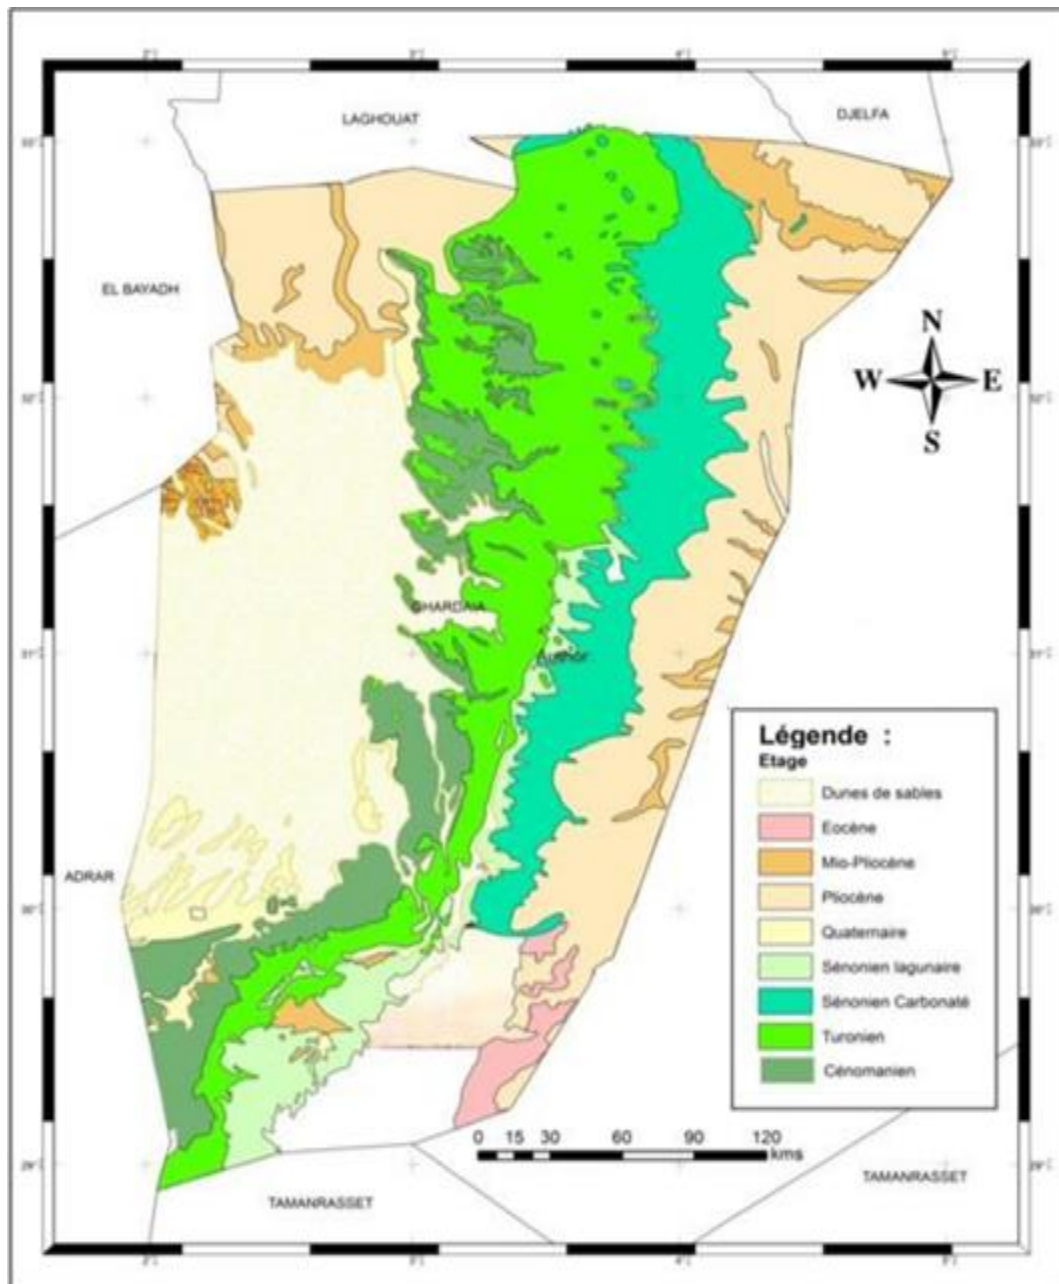 LAGHOUAT
DJELFA
EL BAYADH
N
W E
S
GHARDAIA
Author:
ADRAR
Légende :
Etage
Dunes de sables
Eocène
Mio-Pliocène
Pliocène
Quaternaire
Sénonien lagunaire
Sénonien Carbonaté
Turonien
Cénomanien
0 15 30 60 90 120
kms
TAMANRASSET
TAMANRASSET